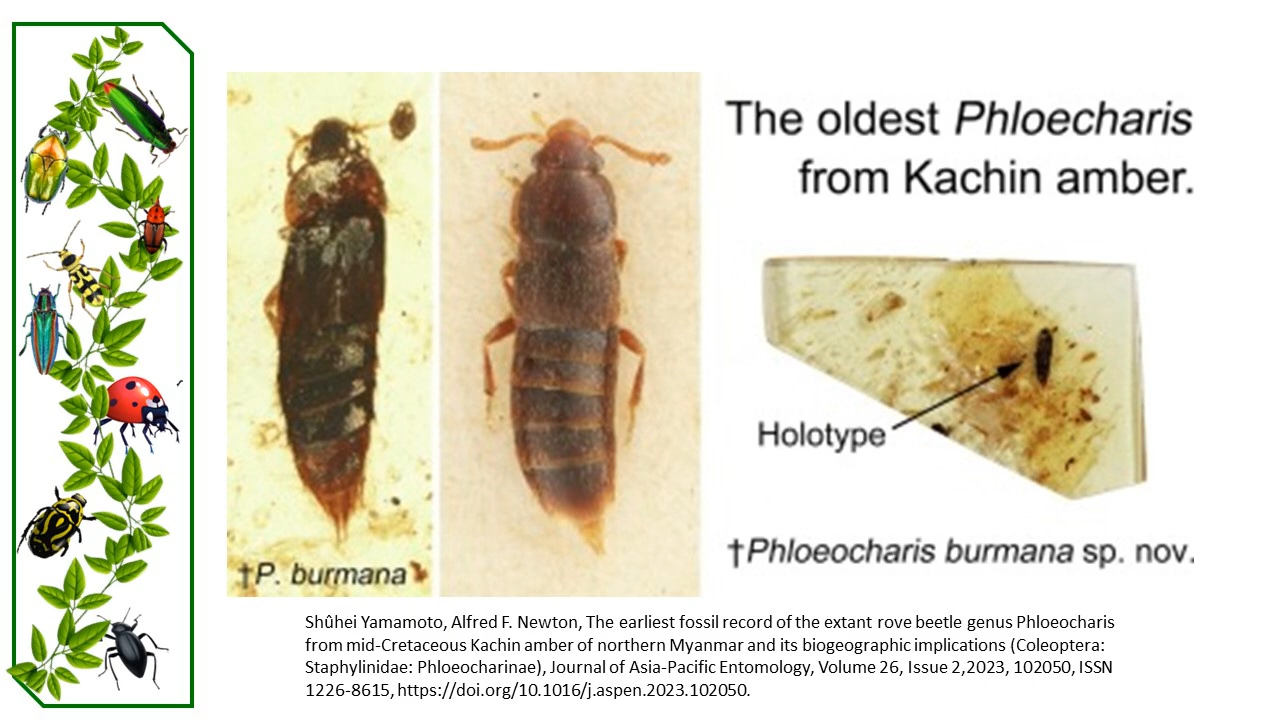 The oldest Phloecharis
from Kachin amber.
Holotype
†P. burmana
†Phloeocharis burmana sp. nov.
Shûhei Yamamoto, Alfred F. Newton, The earliest fossil record of the extant rove beetle genus Phloeocharis
from mid-Cretaceous Kachin amber of northern Myanmar and its biogeographic implications (Coleoptera:
Staphylinidae: Phloeocharinae), Journal of Asia-Pacific Entomology, Volume 26, Issue 2,2023, 102050, ISSN
1226-8615, https://doi.org/10.1016/j.aspen.2023.102050.